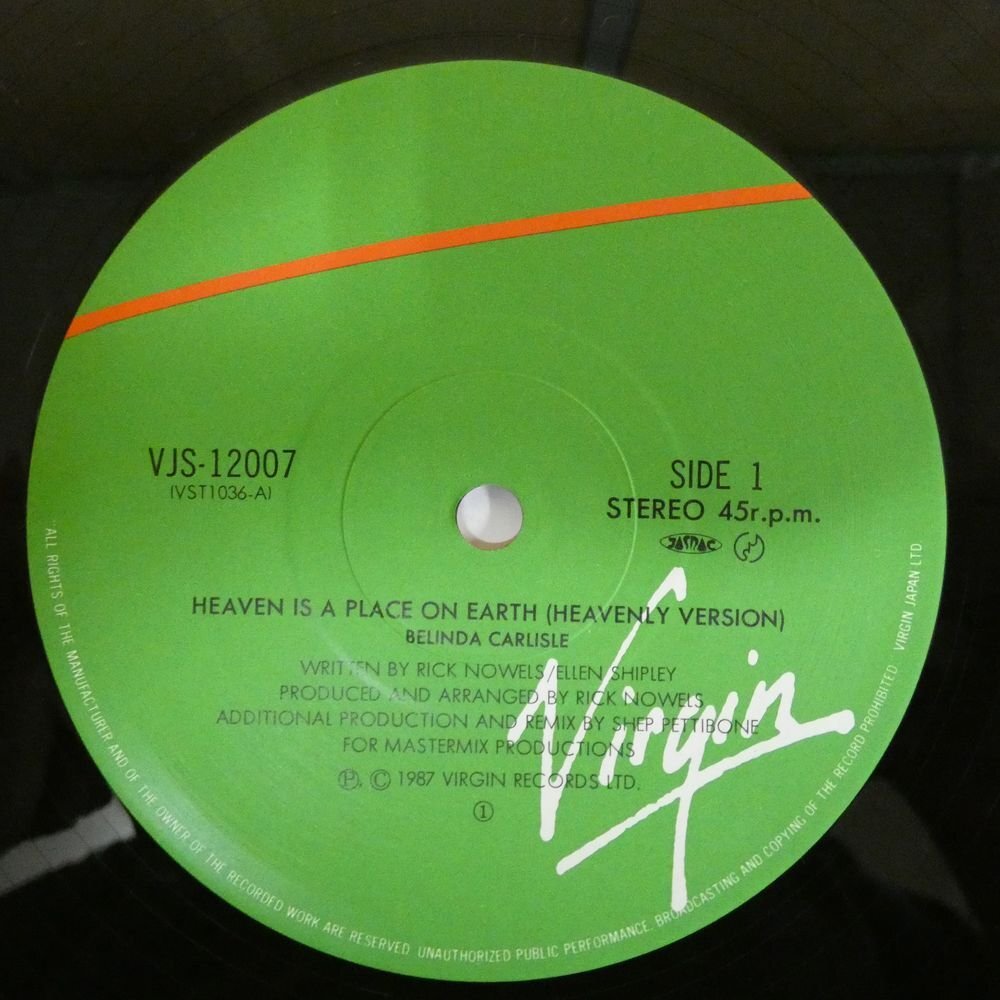 VJS-12007
(VST1036-A)
SIDE 1
STEREO 45r.p.m.
JASRAC
HEAVEN IS A PLACE ON EARTH (HEAVENLY VERSION)
BELINDA CARLISLE
WRITTEN BY RICK NOWELS/ELLEN SHIPLEY
PRODUCED AND ARRANGED BY RICK NOWELS
ADDITIONAL PRODUCTION AND REMIX BY SHEP PETTIBONE
FOR MASTERMIX PRODUCTIONS
Ⓟ, © 1987 VIRGIN RECORDS LTD.
①
Virgin
ALL RIGHTS OF THE MANUFACTURIR AND OF THE OWNER OF THE RECORDED WORK ARE RESERVED. UNAUTHORIZED PUBLIC PERFORMANCE. BROADCASTING AND COPYING OF THE RECORD PROHIBITED VIRGIN JAPAN LTD.